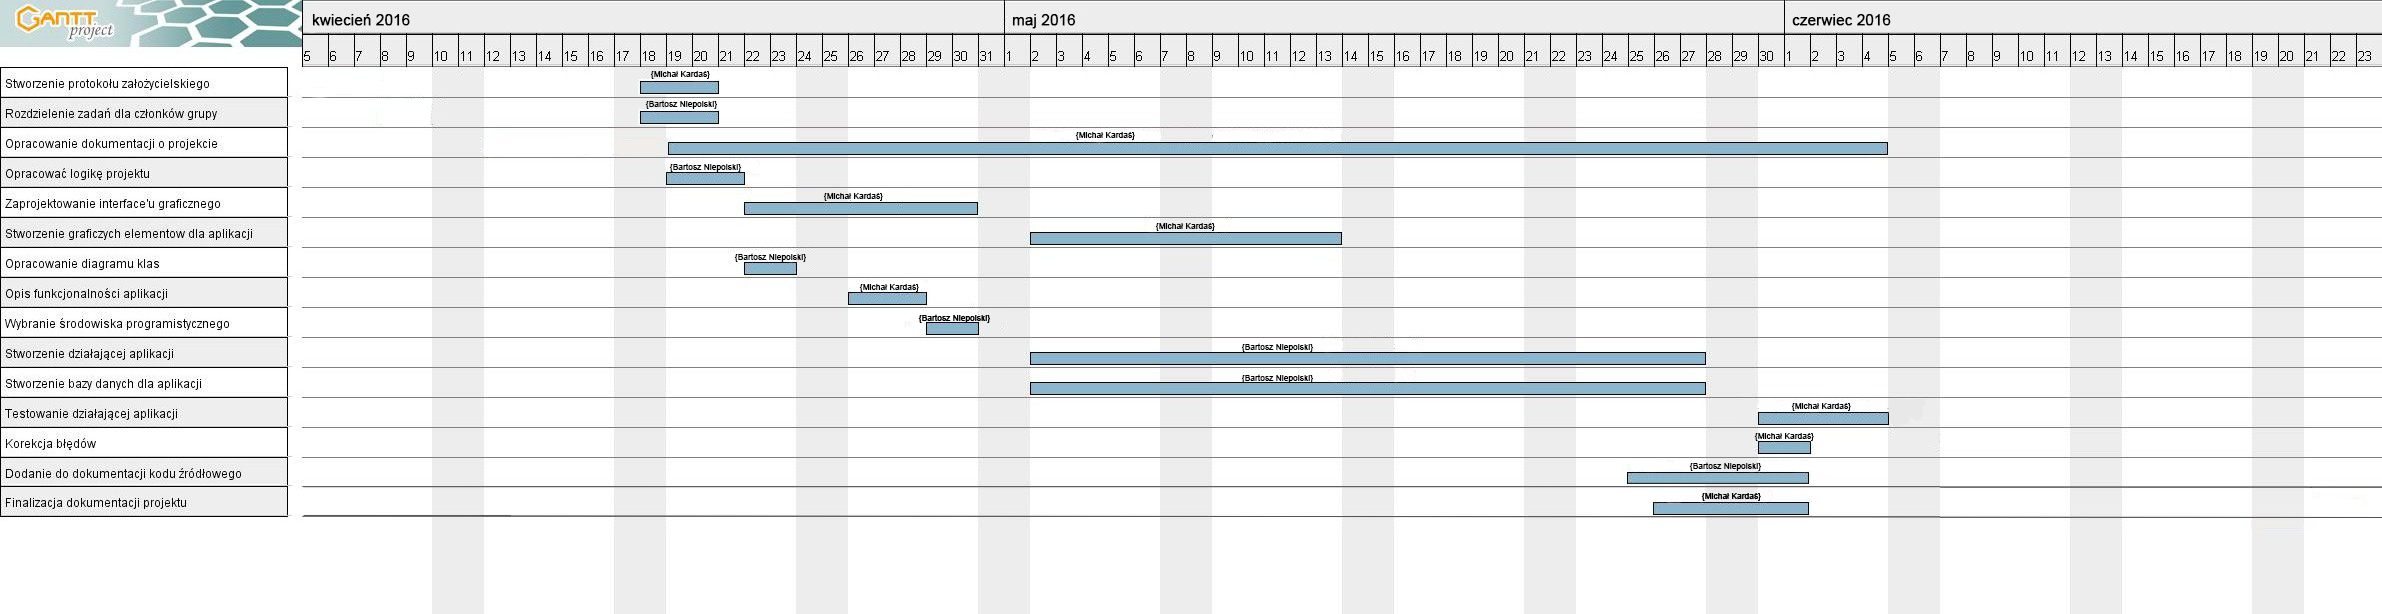 GANTT project
kwiecień 2016 maj 2016 czerwiec 2016
5 6 7 8 9 10 11 12 13 14 15 16 17 18 19 20 21 22 23 24 25 26 27 28 29 30 31 1 2 3 4 5 6 7 8 9 10 11 12 13 14 15 16 17 18 19 20 21 22 23 24 25 26 27 28 29 30 1 2 3 4 5 6 7 8 9 10 11 12 13 14 15 16 17 18 19 20 21 22 23
Stworzenie protokołu założycielskiego {Michał Kardaś}
Rozdzielenie zadań dla członków grupy {Bartosz Niepolski}
Opracowanie dokumentacji o projekcie {Michał Kardaś}
Opracować logikę projektu {Bartosz Niepolski}
Zaprojektowanie interface'u graficznego {Michał Kardaś}
Stworzenie graficzych elementow dla aplikacji {Michał Kardaś}
Opracowanie diagramu klas {Bartosz Niepolski}
Opis funkcjonalności aplikacji {Michał Kardaś}
Wybranie środowiska programistycznego {Bartosz Niepolski}
Stworzenie działającej aplikacji {Bartosz Niepolski}
Stworzenie bazy danych dla aplikacji {Bartosz Niepolski}
Testowanie działającej aplikacji {Michał Kardaś}
Korekcja błędów {Michał Kardaś}
Dodanie do dokumentacji kodu źródłowego {Bartosz Niepolski}
Finalizacja dokumentacji projektu {Michał Kardaś}